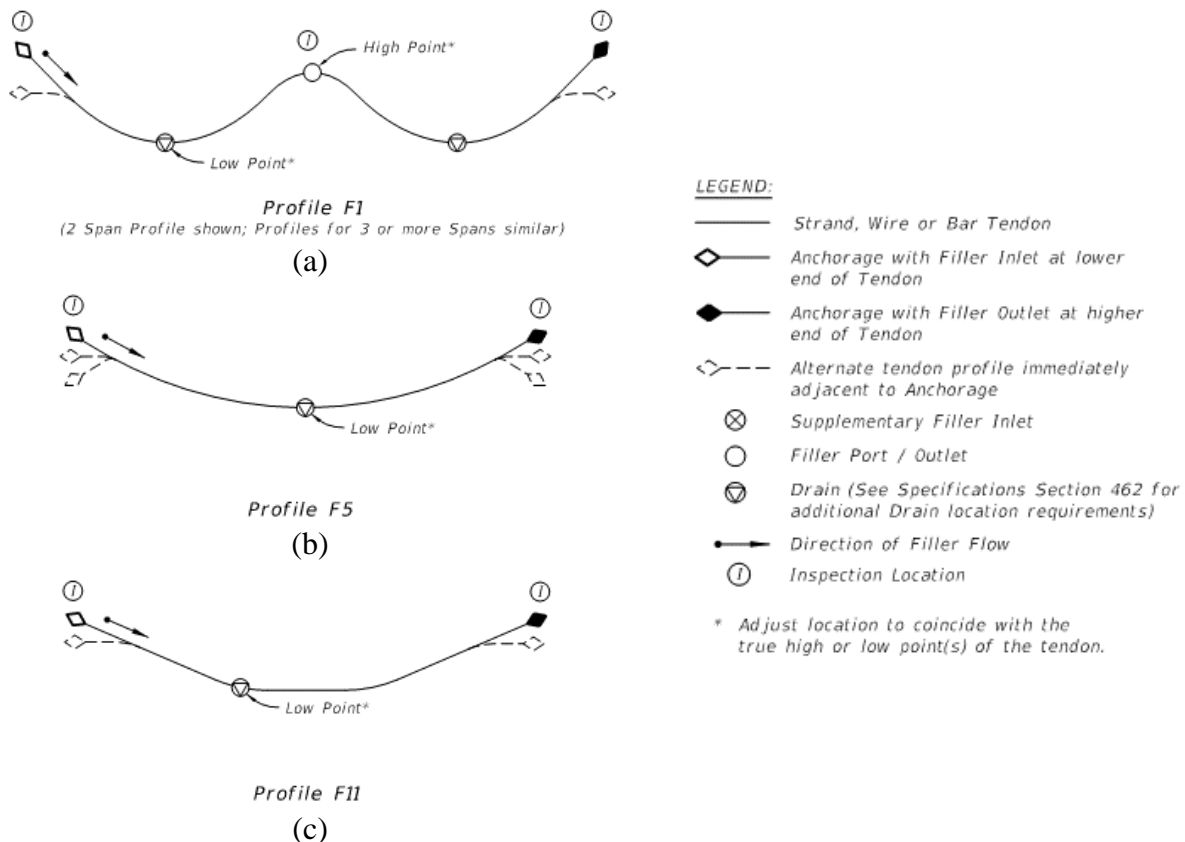 I
I
I
High Point*
Low Point*
Profile F1
(2 Span Profile shown; Profiles for 3 or more Spans similar)
(a)
I
I
Low Point*
Profile F5
(b)
I
I
Low Point*
Profile F11
(c)
LEGEND:
Strand, Wire or Bar Tendon
Anchorage with Filler Inlet at lower
end of Tendon
Anchorage with Filler Outlet at higher
end of Tendon
Alternate tendon profile immediately
adjacent to Anchorage
Supplementary Filler Inlet
Filler Port / Outlet
Drain (See Specifications Section 462 for
additional Drain location requirements)
Direction of Filler Flow
I Inspection Location
* Adjust location to coincide with the
true high or low point(s) of the tendon.